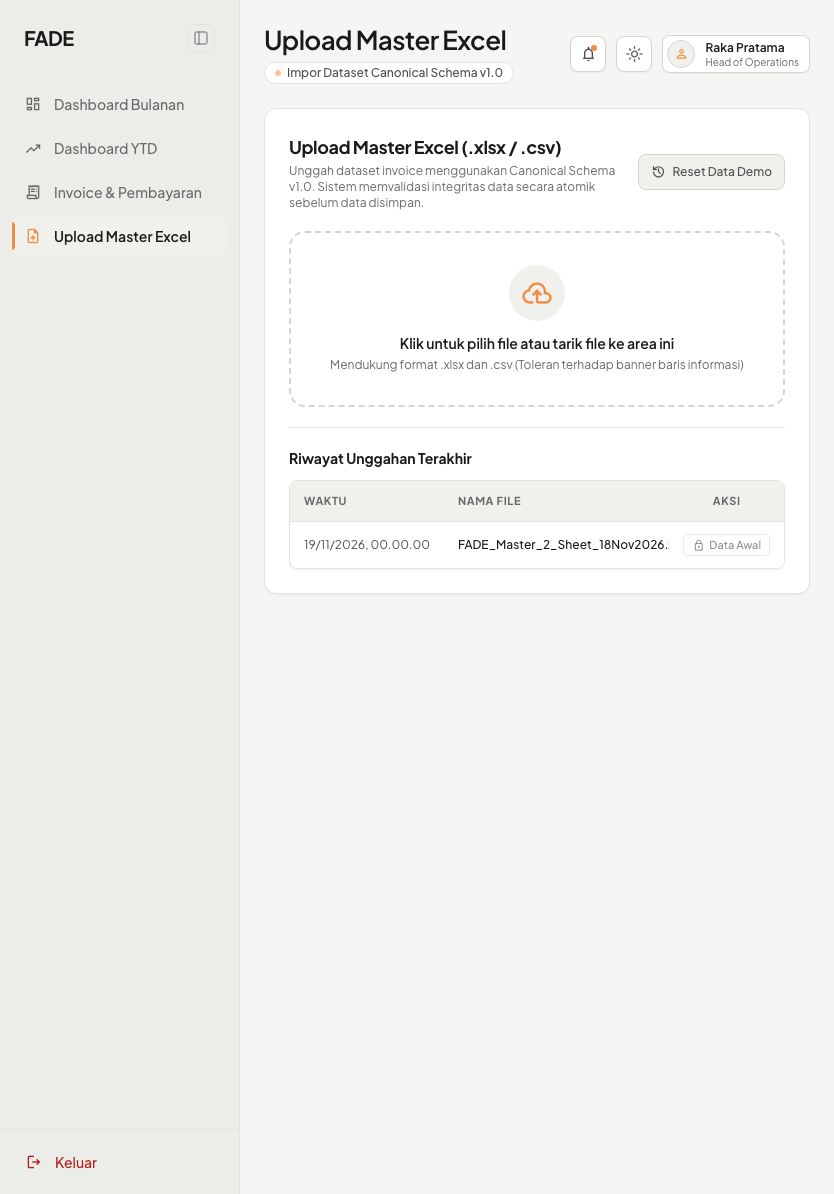 FADE
Dashboard Bulanan
Dashboard YTD
Invoice & Pembayaran
Upload Master Excel
Keluar
Upload Master Excel
Impor Dataset Canonical Schema v1.0
Raka Pratama
Head of Operations
Upload Master Excel (.xlsx / .csv)
Unggah dataset invoice menggunakan Canonical Schema
v1.0. Sistem memvalidasi integritas data secara atomik
sebelum data disimpan.
Reset Data Demo
Klik untuk pilih file atau tarik file ke area ini
Mendukung format .xlsx dan .csv (Toleran terhadap banner baris informasi)
Riwayat Unggahan Terakhir
WAKTU NAMA FILE AKSI
19/11/2026, 00.00.00 FADE_Master_2_Sheet_18Nov2026. Data Awal